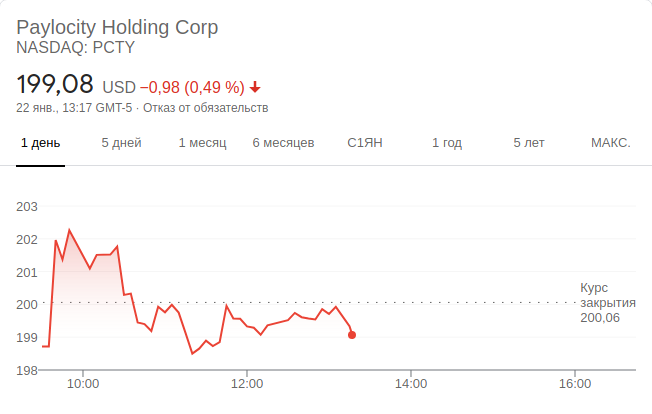 Paylocity Holding Corp
NASDAQ: PCTY
199,08 USD −0,98 (0,49 %)
22 янв., 13:17 GMT-5 · Отказ от обязательств
1 день 5 дней 1 месяц 6 месяцев С1ЯН 1 год 5 лет МАКС.
203
202
201
200
199
198
Курс
закрытия
200,06
10:00 12:00 14:00 16:00